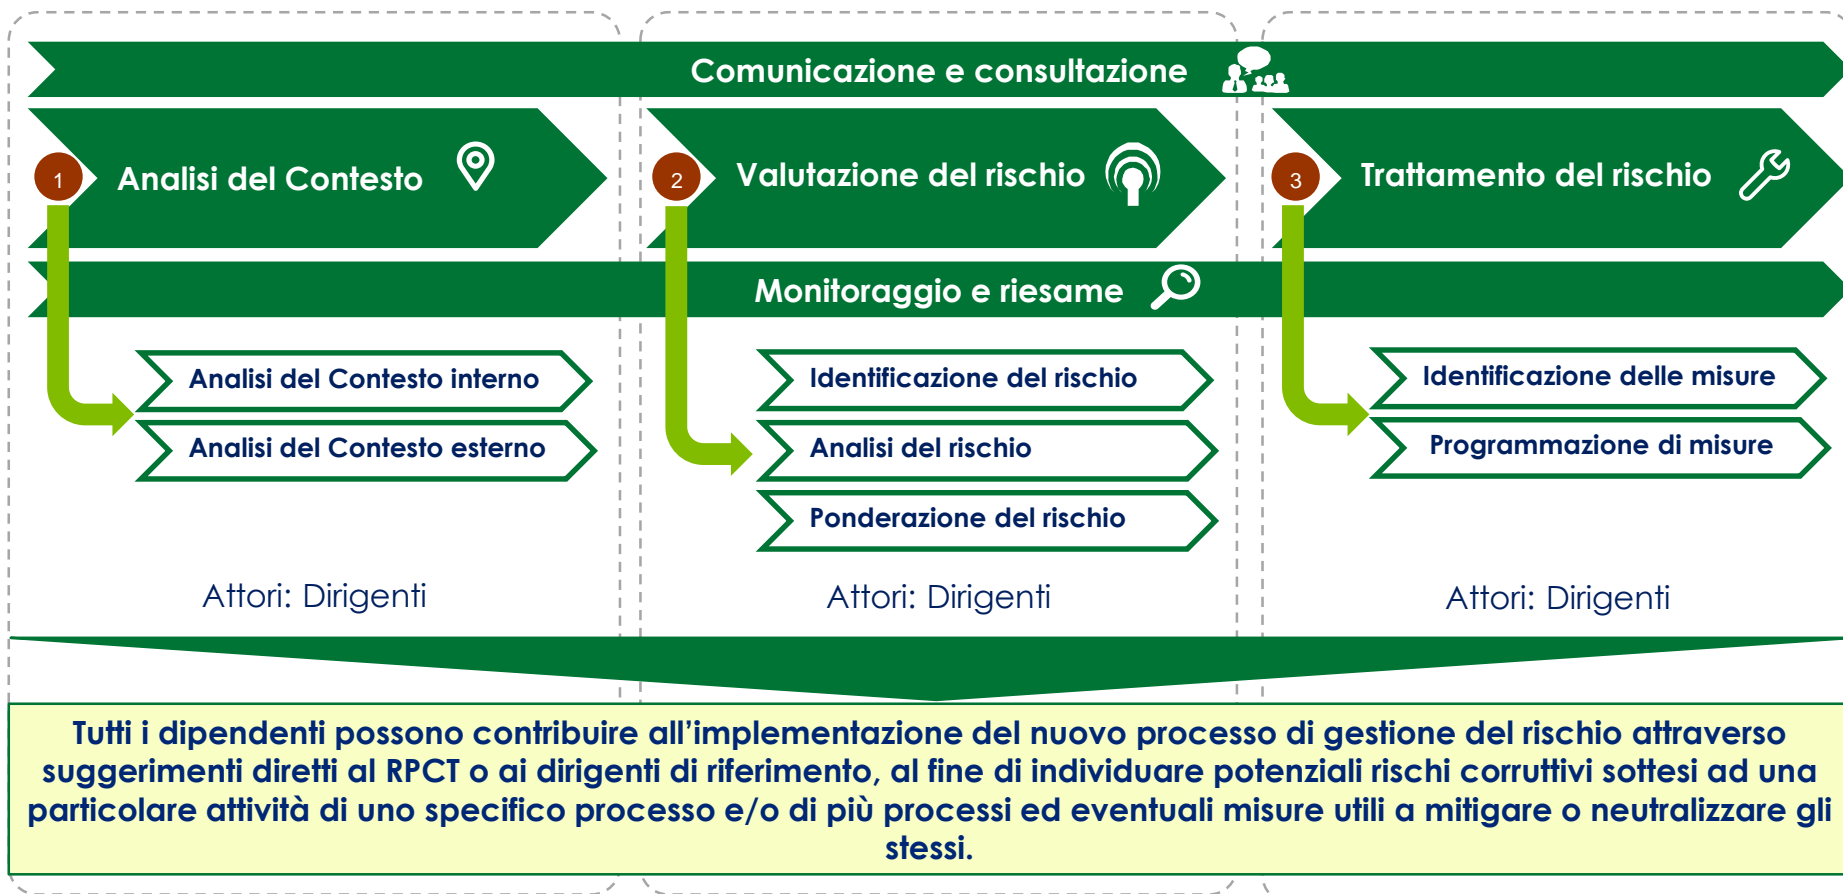 Comunicazione e consultazione
1
Analisi del Contesto
2
Valutazione del rischio
3
Trattamento del rischio
Monitoraggio e riesame
Analisi del Contesto interno
Analisi del Contesto esterno
Identificazione del rischio
Analisi del rischio
Ponderazione del rischio
Identificazione delle misure
Programmazione di misure
Attori: Dirigenti
Attori: Dirigenti
Attori: Dirigenti
Tutti i dipendenti possono contribuire all’implementazione del nuovo processo di gestione del rischio attraverso
suggerimenti diretti al RPCT o ai dirigenti di riferimento, al fine di individuare potenziali rischi corruttivi sottesi ad una
particolare attività di uno specifico processo e/o di più processi ed eventuali misure utili a mitigare o neutralizzare gli
stessi.